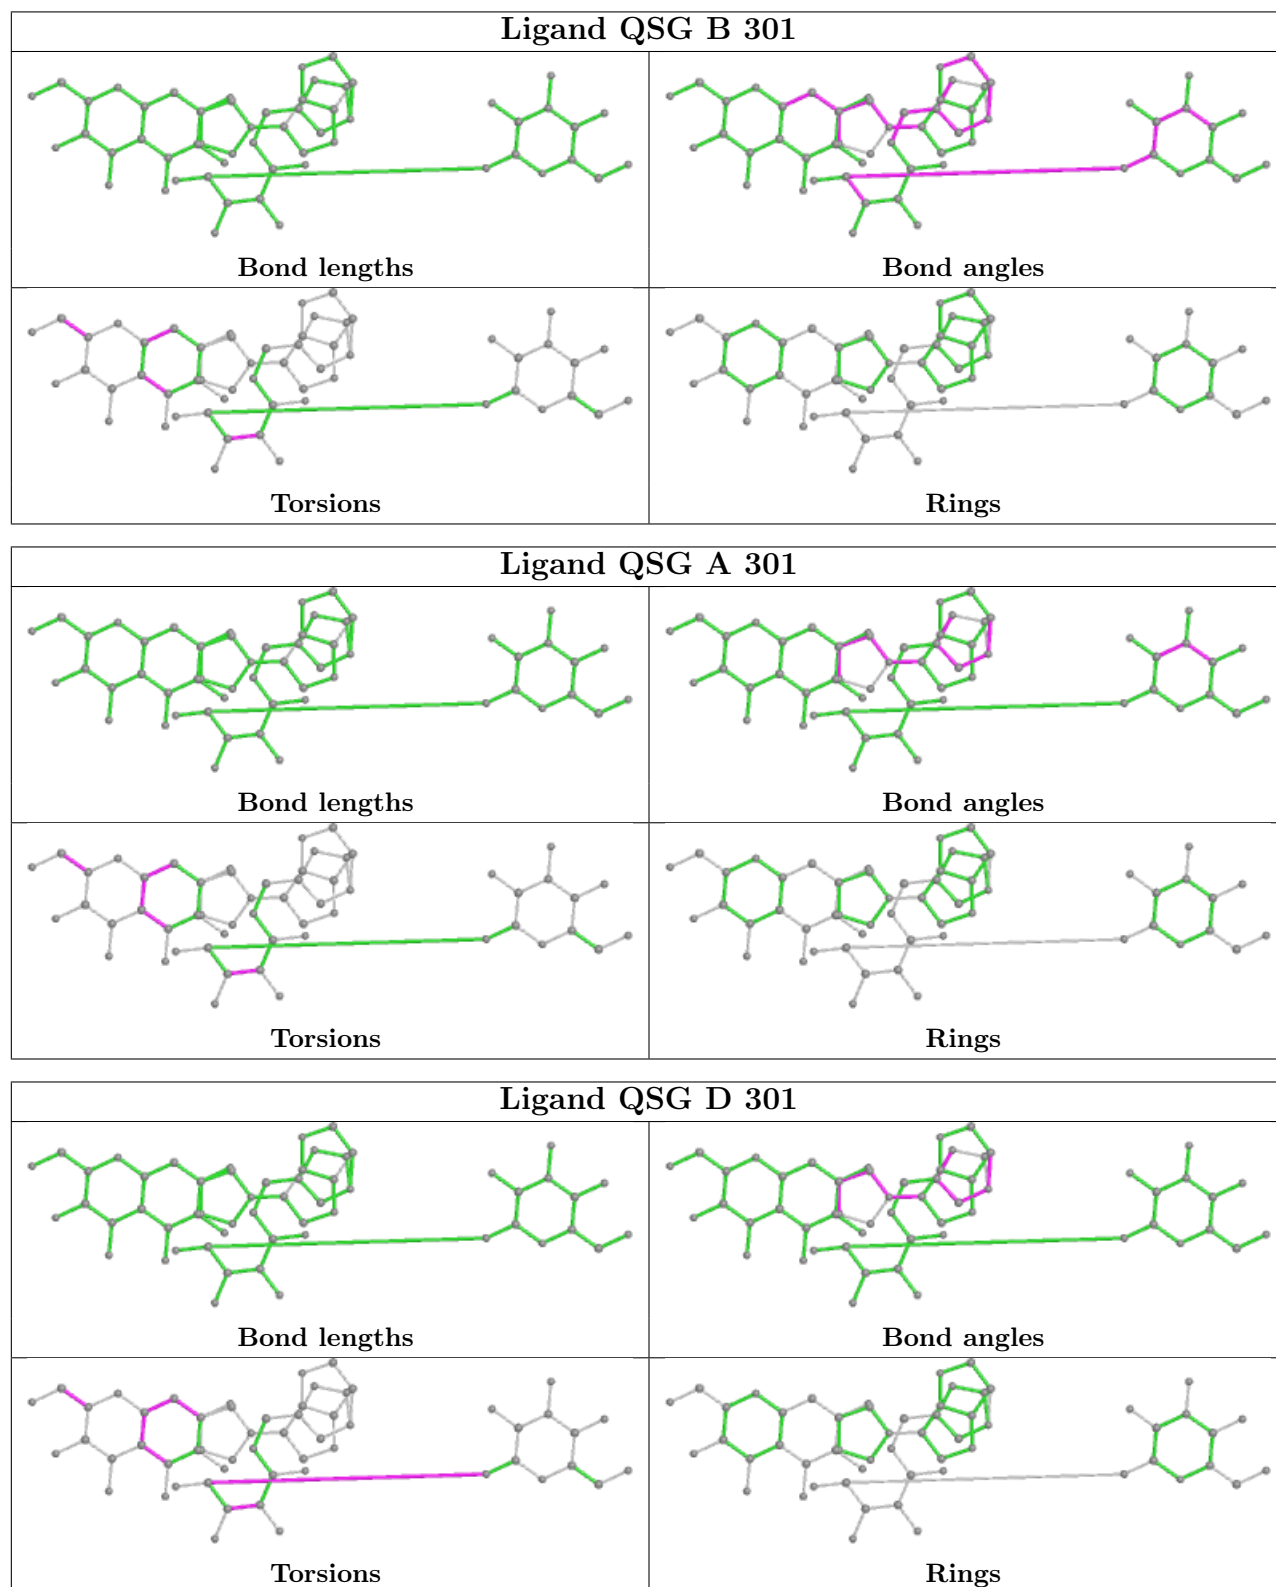 Ligand QSG B 301
Bond lengths
Bond angles
Torsions
Rings
Ligand QSG A 301
Bond lengths
Bond angles
Torsions
Rings
Ligand QSG D 301
Bond lengths
Bond angles
Torsions
Rings